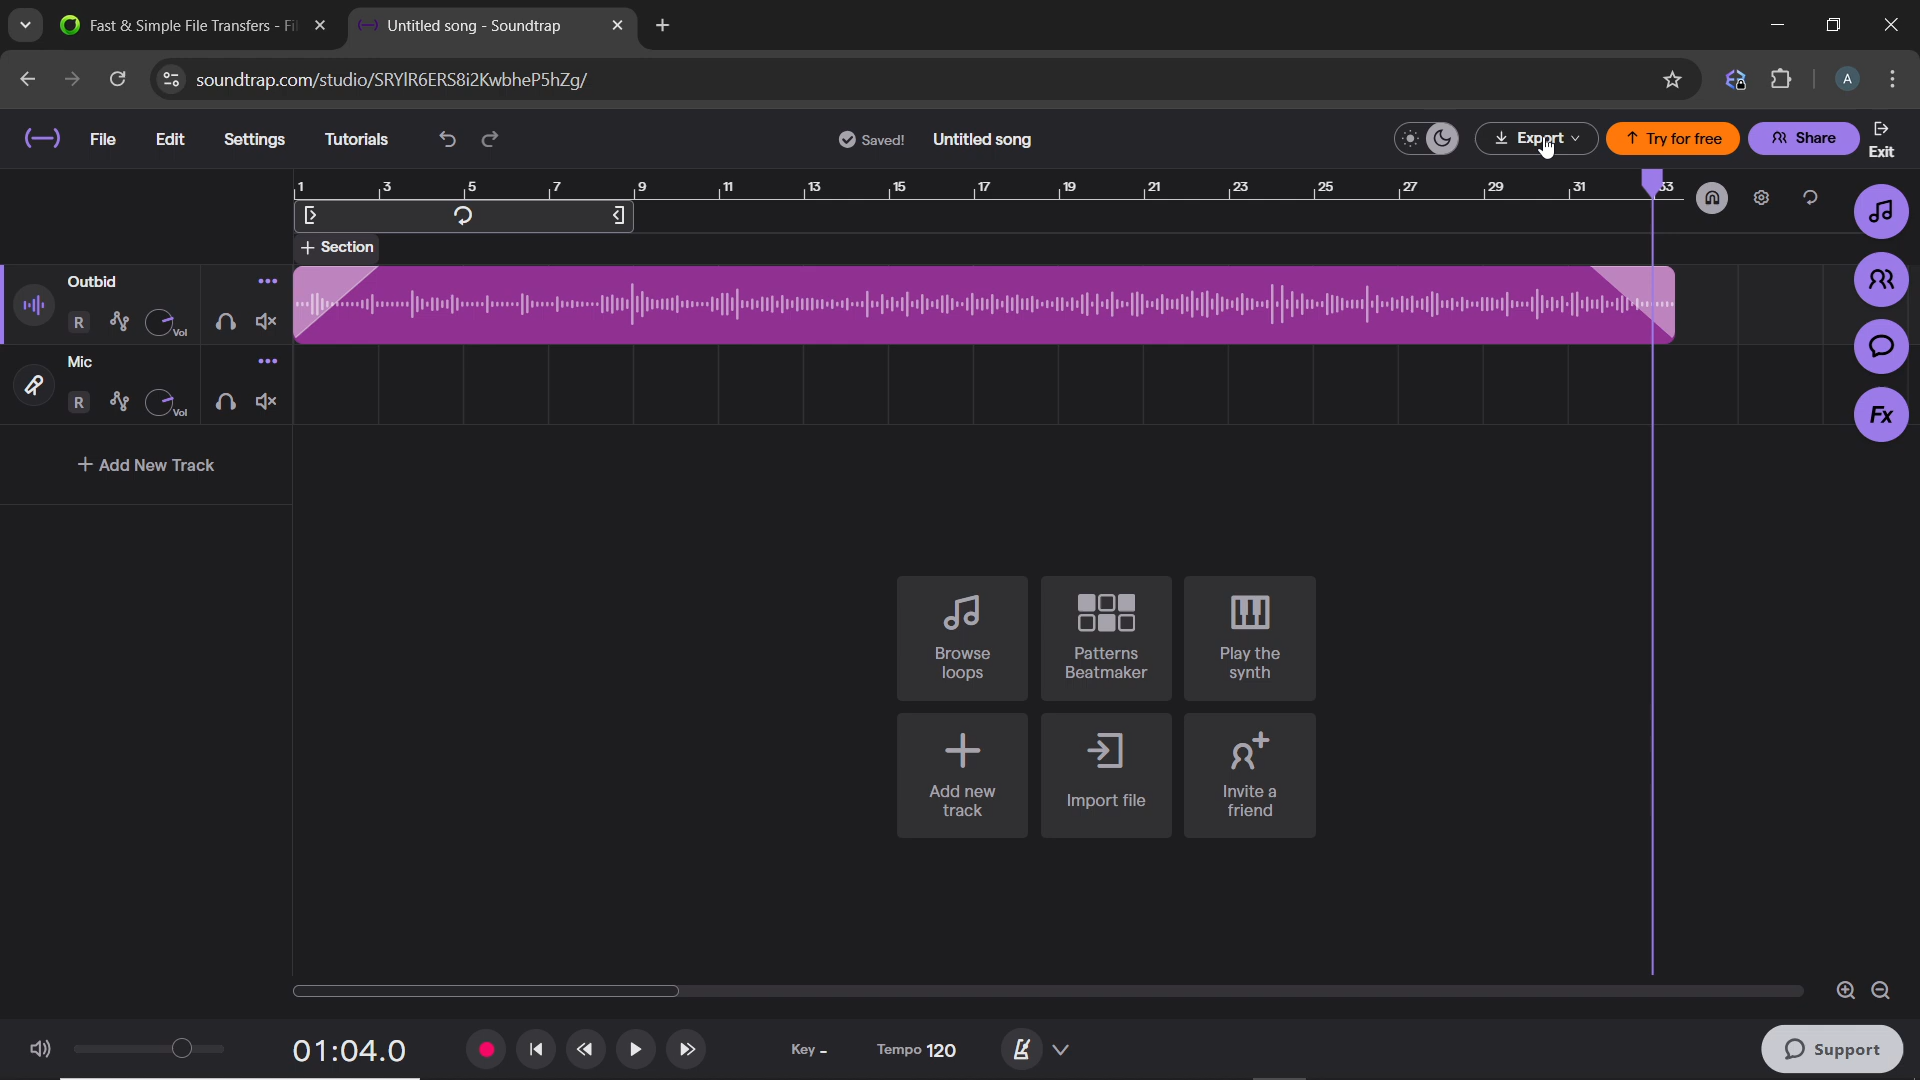 Fast & Simple File Transfers - Fi
Untitled song - Soundtrap
soundtrap.com/studio/SRYlR6ERS8i2KwbheP5hZg/
A
File Edit Settings Tutorials
Saved! Untitled song
Export
Try for free
Share
Exit
1 3 5 7 9 11 13 15 17 19 21 23 25 27 29 31 33
+ Section
Outbid
R
Vol
Mic
R
Vol
Fx
+ Add New Track
Browse
loops
Patterns
Beatmaker
Play the
synth
Add new
track
Import file
Invite a
friend
01:04.0
Key -
Tempo 120
Support